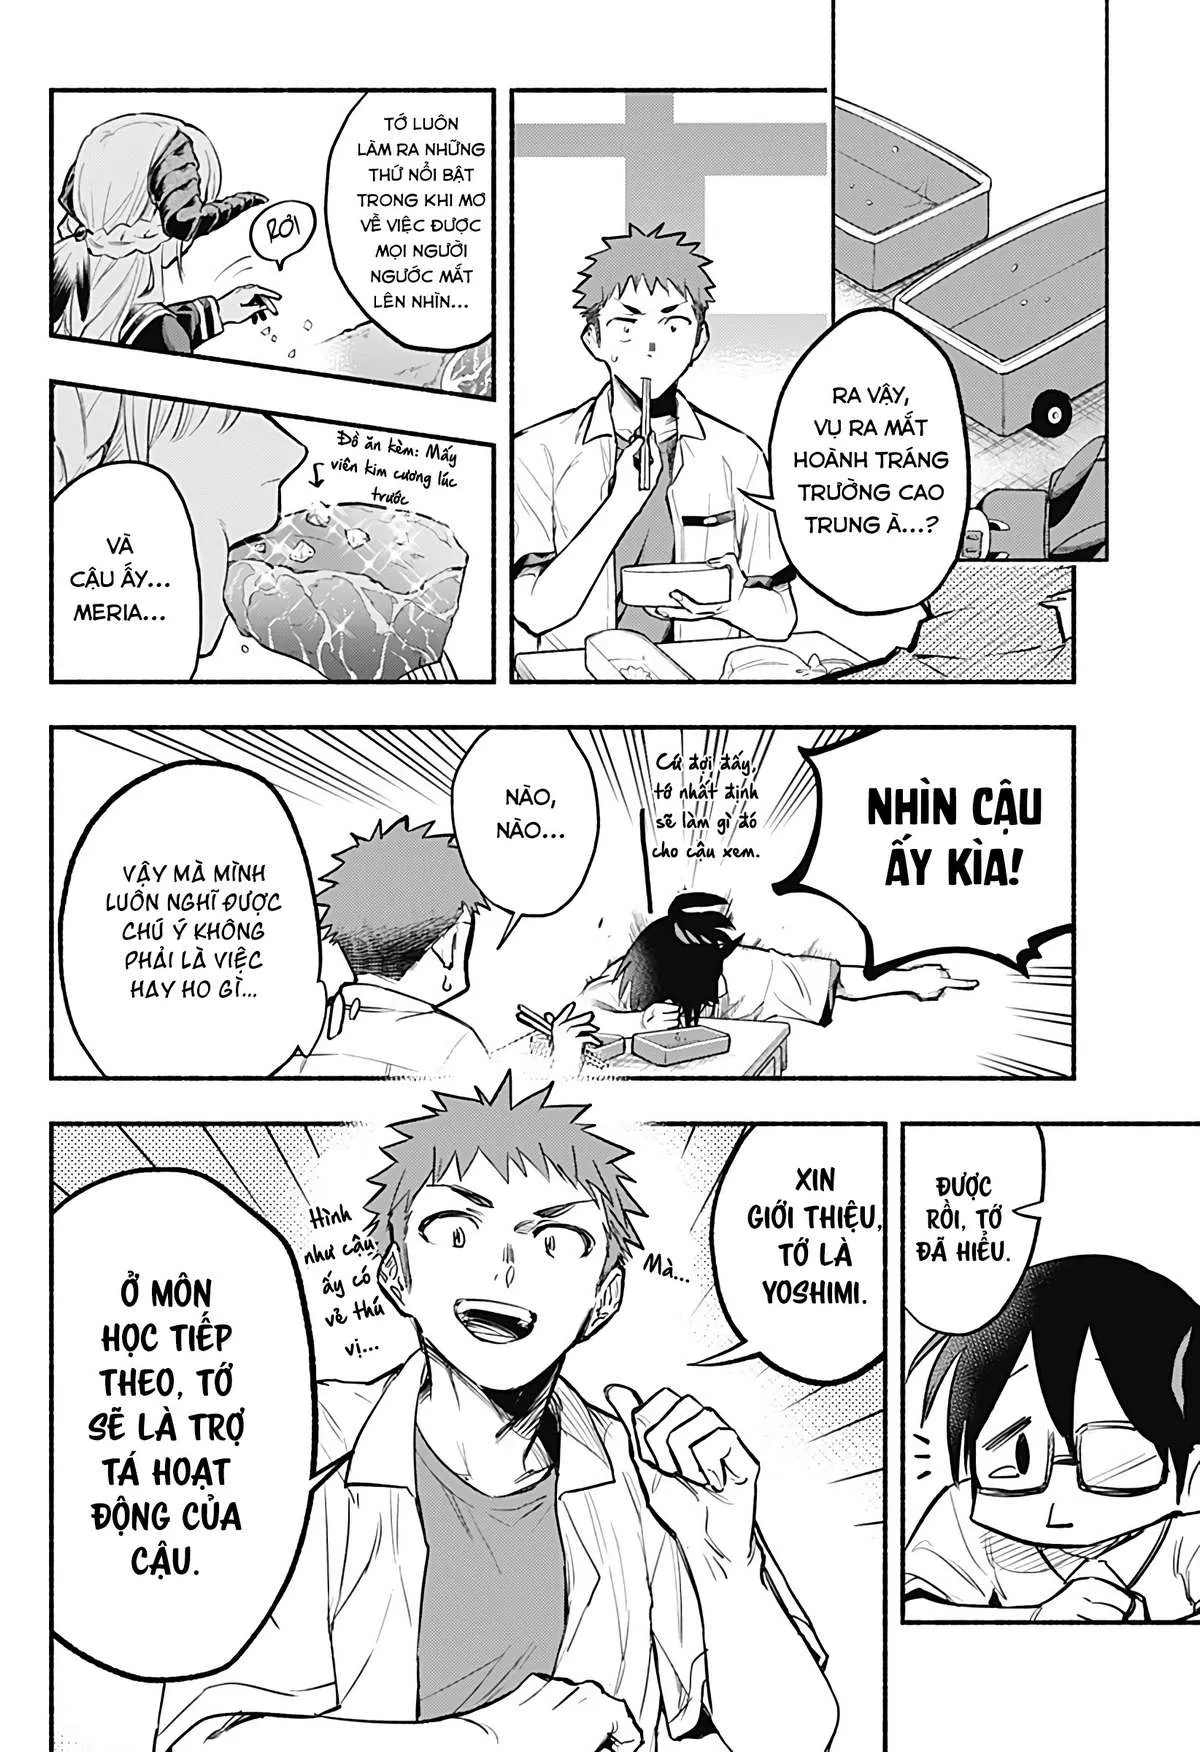 RA VẬY,
VỤ RA MẮT
HOÀNH TRÁNG
TRƯỜNG CAO
TRUNG À...?
TỚ LUÔN
LÀM RA NHỮNG
THỨ NỔI BẬT
TRONG KHI MƠ
VỀ VIỆC ĐƯỢC
MỌI NGƯỜI
NGƯỚC MẮT
LÊN NHÌN...
RỞI
Đồ ăn kèm: Mấy
viên kim cương lúc
trước
VÀ
CẬU ẤY...
MERIA...
NHÌN CẬU
ẤY KÌA!
Cứ đợi đấy,
tớ nhất định
sẽ làm gì đó
cho cậu xem.
NÀO,
NÀO...
VẬY MÀ MÌNH
LUÔN NGHĨ ĐƯỢC
CHÚ Ý KHÔNG
PHẢI LÀ VIỆC
HAY HO GÌ...
ĐƯỢC
RỒI, TỚ
ĐÃ HIỂU.
XIN
GIỚI THIỆU,
TỚ LÀ
YOSHIMI.
Mà...
Hình
như cậu
ấy có
vẻ thú
vị...
Ở MÔN
HỌC TIẾP
THEO, TỚ
SẼ LÀ TRỢ
TÁ HOẠT
ĐỘNG CỦA
CẬU.